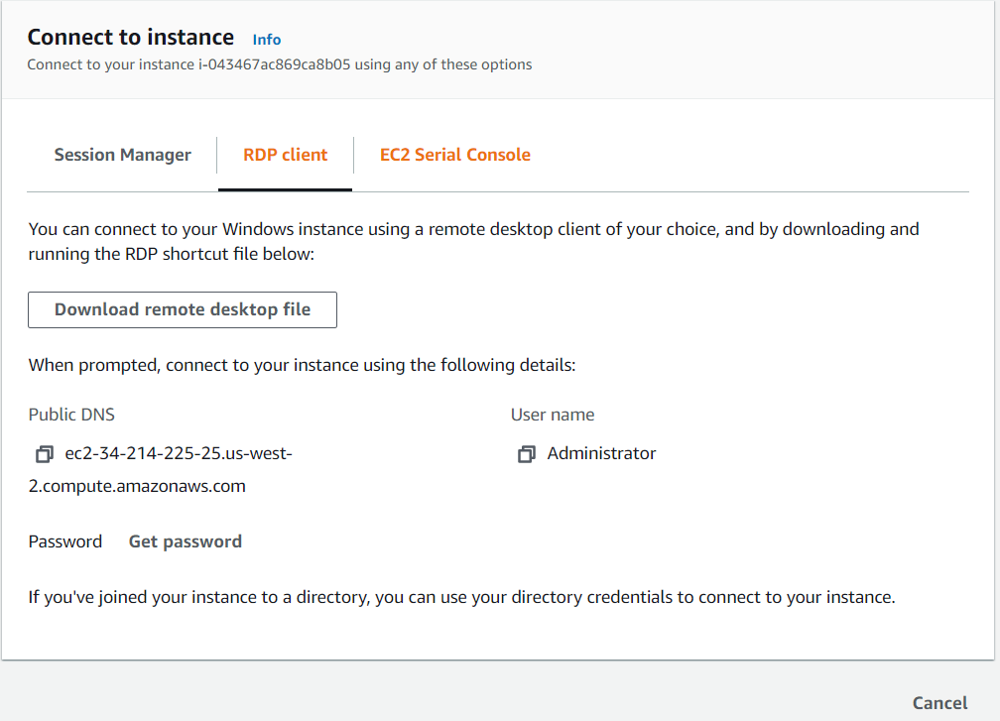 Connect to instance Info
Connect to your instance i-043467ac869ca8b05 using any of these options
Session Manager RDP client EC2 Serial Console
You can connect to your Windows instance using a remote desktop client of your choice, and by downloading and
running the RDP shortcut file below:
Download remote desktop file
When prompted, connect to your instance using the following details:
Public DNS User name
ec2-34-214-225-25.us-west- Administrator
2.compute.amazonaws.com
Password Get password
If you've joined your instance to a directory, you can use your directory credentials to connect to your instance.
Cancel